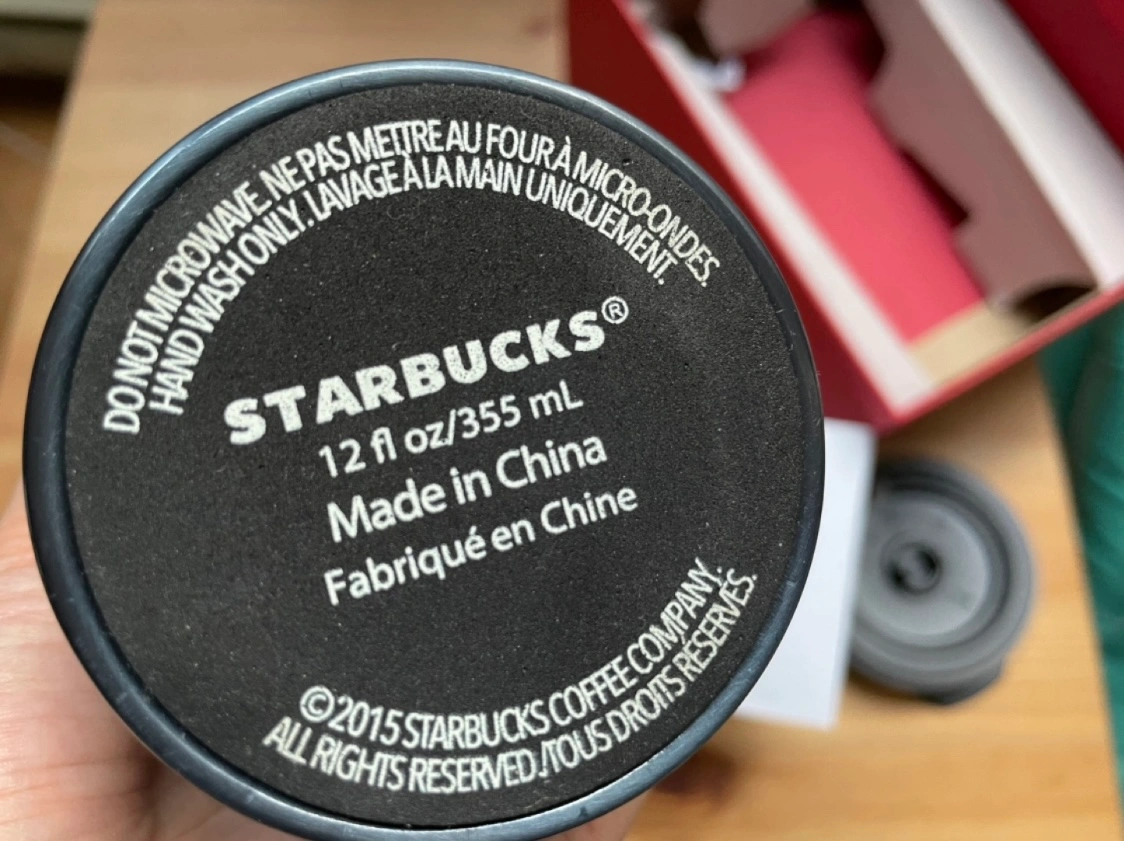 DO NOT MICROWAVE. NE PAS METTRE AU FOUR À MICRO-ONDES.
HAND WASH ONLY. LAVAGE À LA MAIN UNIQUEMENT.
STARBUCKS®
12 fl oz/355 mL
Made in China
Fabriqué en Chine
©2015 STARBUCKS COFFEE COMPANY.
ALL RIGHTS RESERVED./TOUS DROITS RÉSERVÉS.